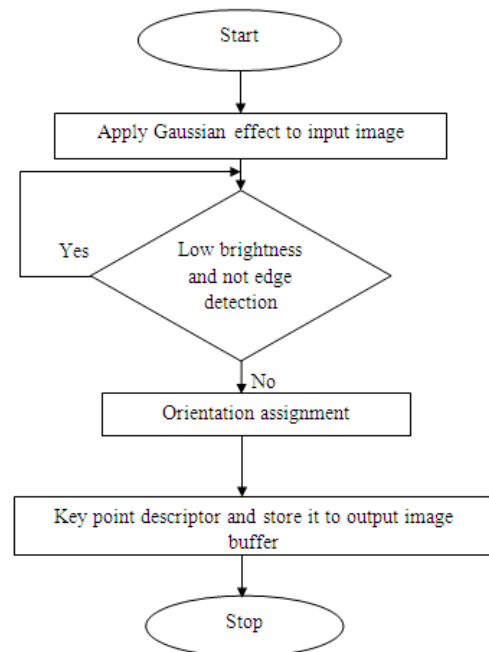 Start
Apply Gaussian effect to input image
Yes
Low brightness
and not edge
detection
No
Orientation assignment
Key point descriptor and store it to output image
buffer
Stop